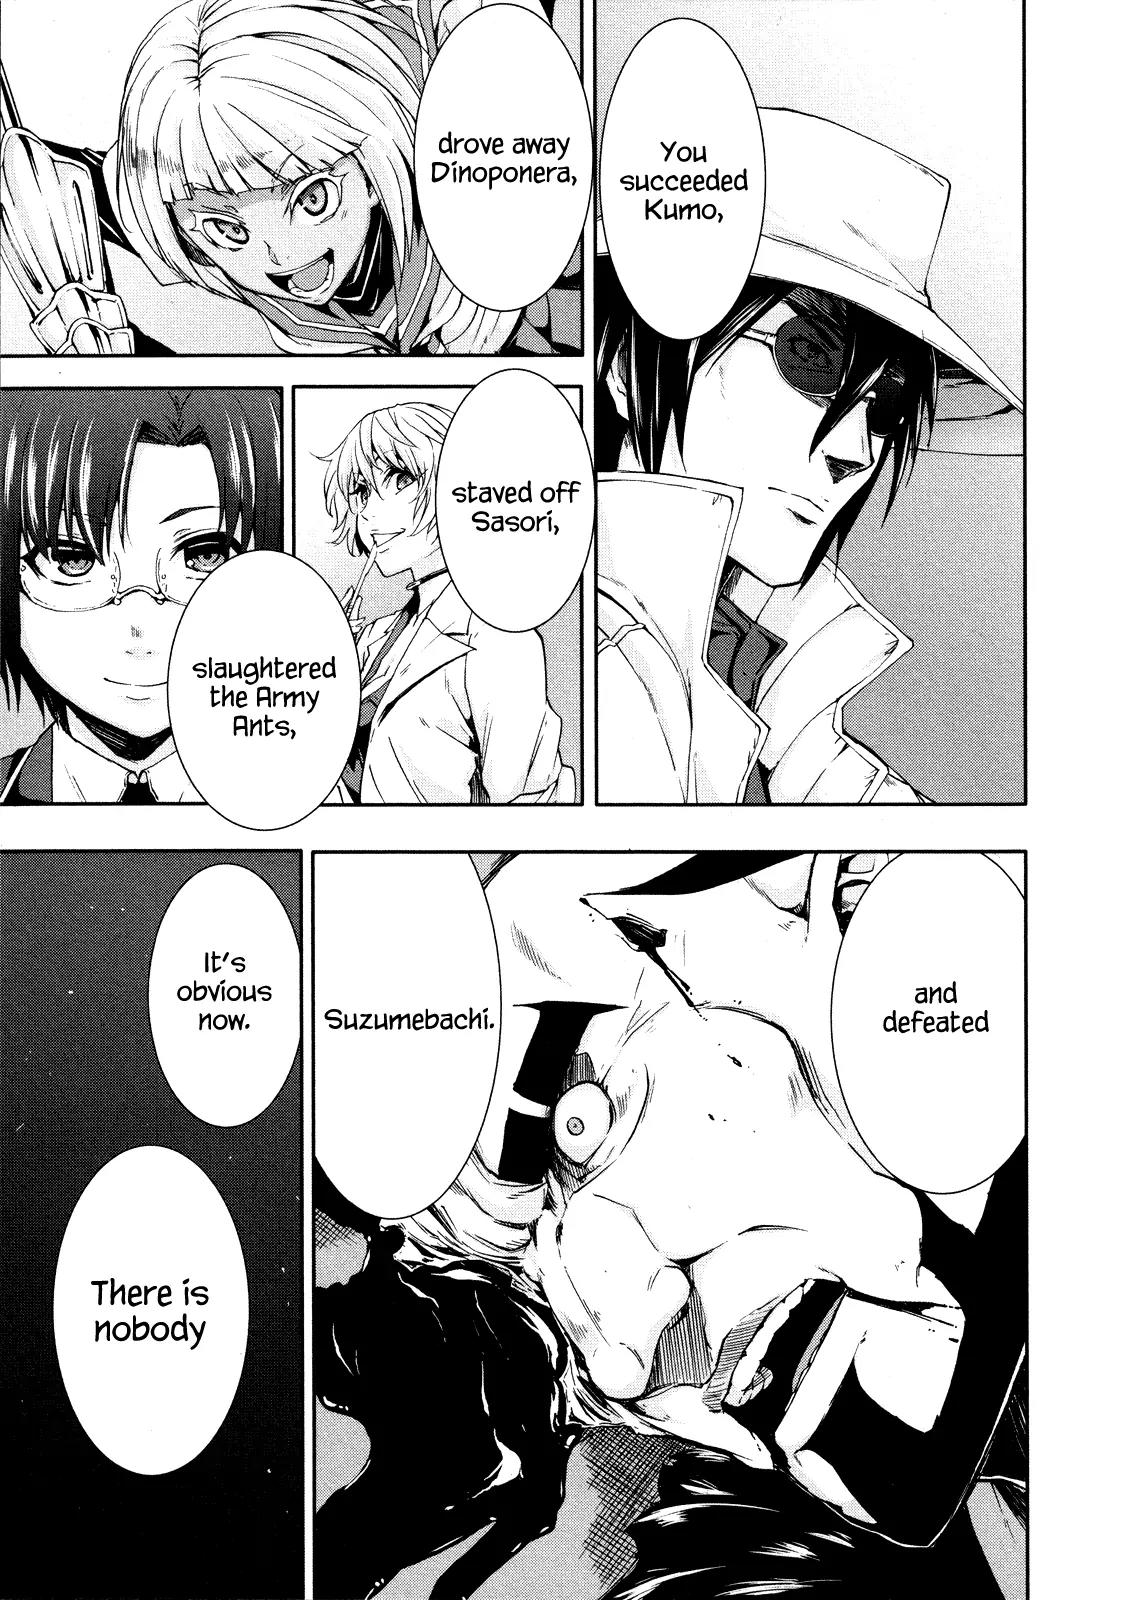 You
succeeded
Kumo,
drove away
Dinoponera,
staved off
Sasori,
slaughtered
the Army
Ants,
and
defeated
Suzumebachi.
It's
obvious
now.
There is
nobody